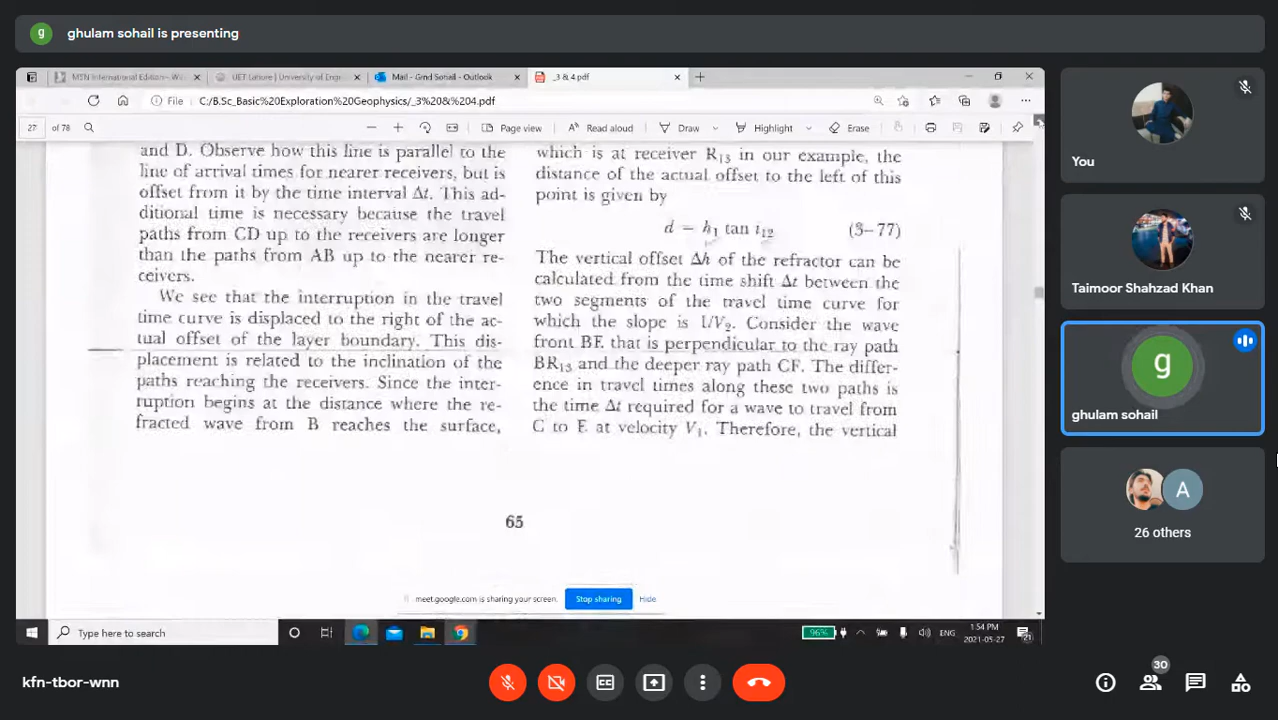 g ghulam sohail is presenting
MSN International Edition
UET Lahore | University of Engi
Mail - Gmd Sohail - Outlook
_3 & 4.pdf
File C:/B.Sc_Basic%20Exploration%20Geophysics/_3%20&%204.pdf
27 of 78
Page view
Read aloud
Draw
Highlight
Erase
and D. Observe how this line is parallel to the
line of arrival times for nearer receivers, but is
offset from it by the time interval Δt. This ad-
ditional time is necessary because the travel
paths from CD up to the receivers are longer
than the paths from AB up to the nearer re-
ceivers.
We see that the interruption in the travel
time curve is displaced to the right of the ac-
tual offset of the layer boundary. This dis-
placement is related to the inclination of the
paths reaching the receivers. Since the inter-
ruption begins at the distance where the re-
fracted wave from B reaches the surface,
which is at receiver R₁₃ in our example, the
distance of the actual offset to the left of this
point is given by
d = h₁ tan i₁₂ (3–77)
The vertical offset Δh of the refractor can be
calculated from the time shift Δt between the
two segments of the travel time curve for
which the slope is 1/V₂. Consider the wave
front BE that is perpendicular to the ray path
BR₁₃ and the deeper ray path CF. The differ-
ence in travel times along these two paths is
the time Δt required for a wave to travel from
C to E at velocity V₁. Therefore, the vertical
65
meet.google.com is sharing your screen.
Stop sharing
Hide
Type here to search
96%
ENG
1:54 PM
2021-05-27
21
You
Taimoor Shahzad Khan
g
ghulam sohail
A
26 others
kfn-tbor-wnn
30